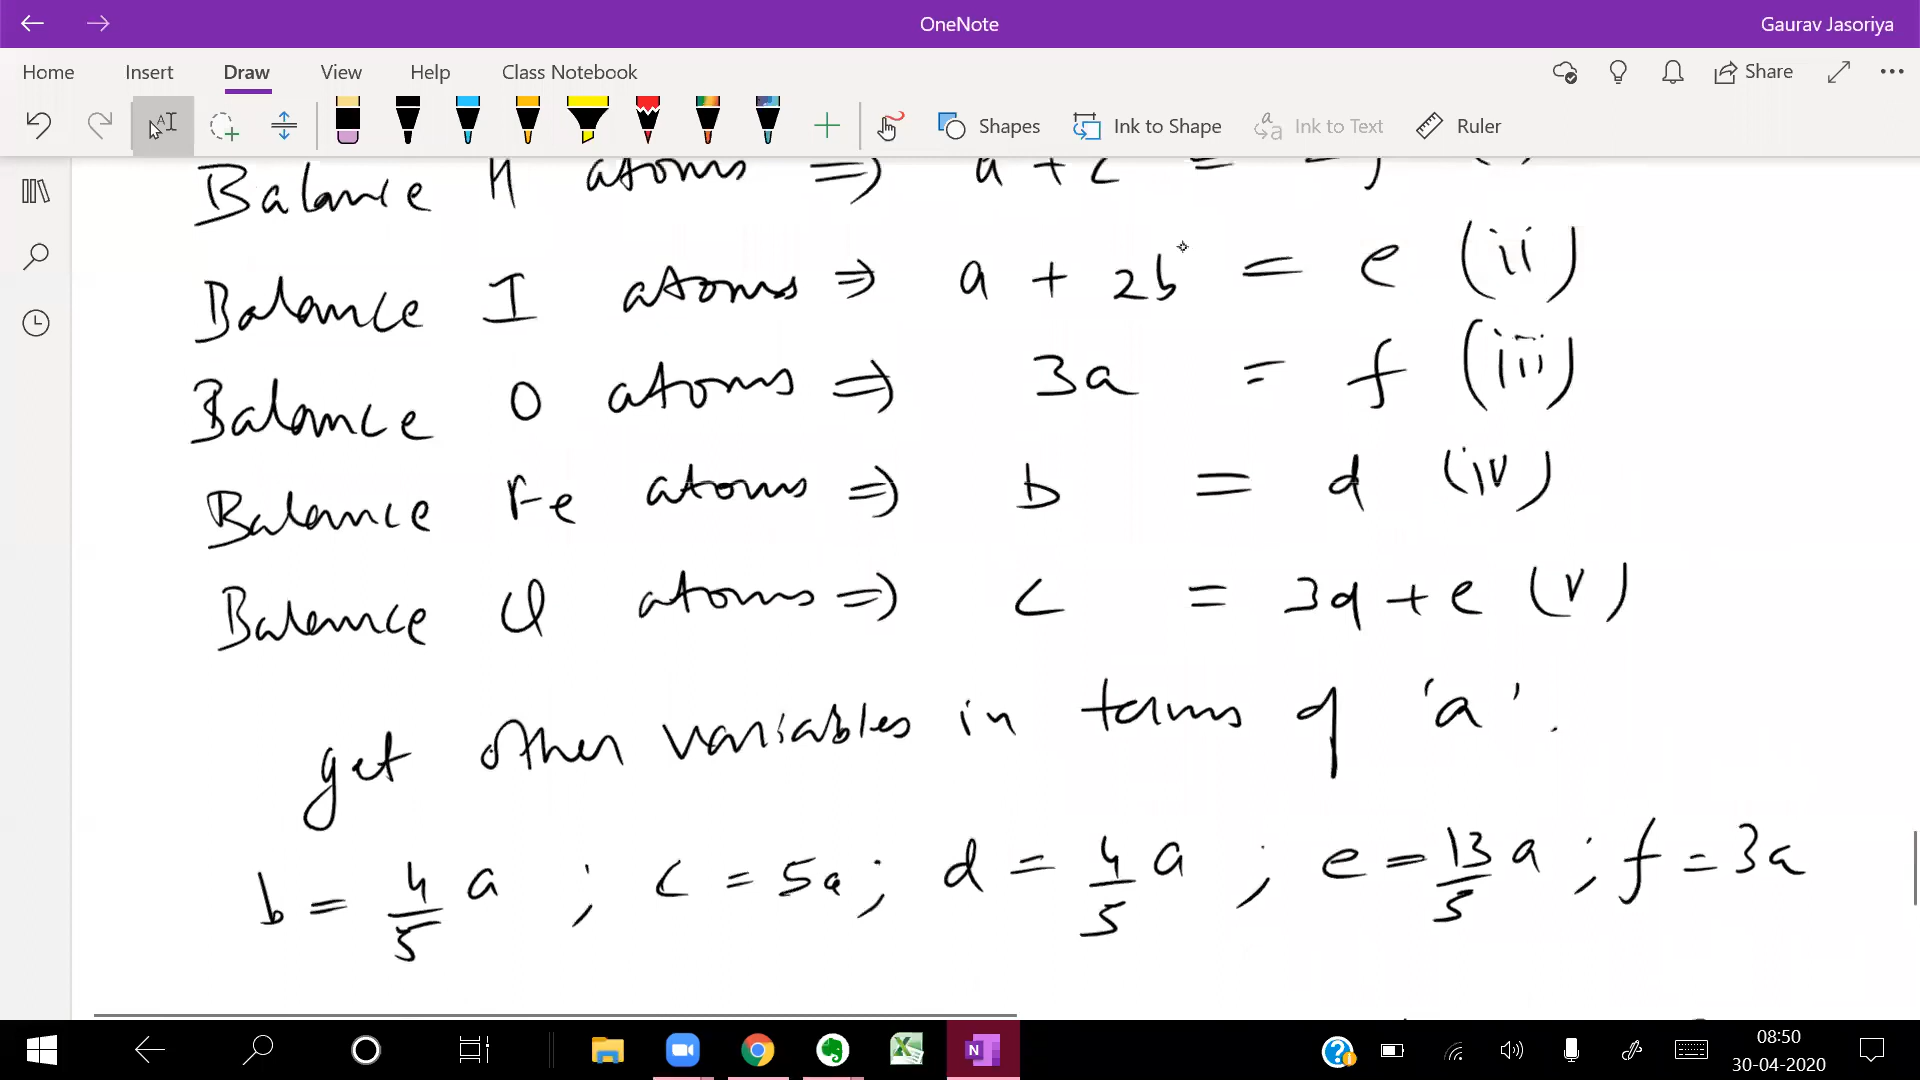 OneNote
Gaurav Jasoriya
Home Insert Draw View Help Class Notebook Share
Shapes Ink to Shape Ink to Text Ruler
Balance H atoms ⇒ a + c =
Balance I atoms ⇒ a + 2b = e (ii)
Balance O atoms ⇒ 3a = f (iii)
Balance Fe atoms ⇒ b = d (iv)
Balance Cl atoms ⇒ c = 3d + e (v)
get other variables in terms of 'a'.
b = 4/5 a ; c = 5a ; d = 4/5 a ; e = 13/5 a ; f = 3a
08:50
30-04-2020